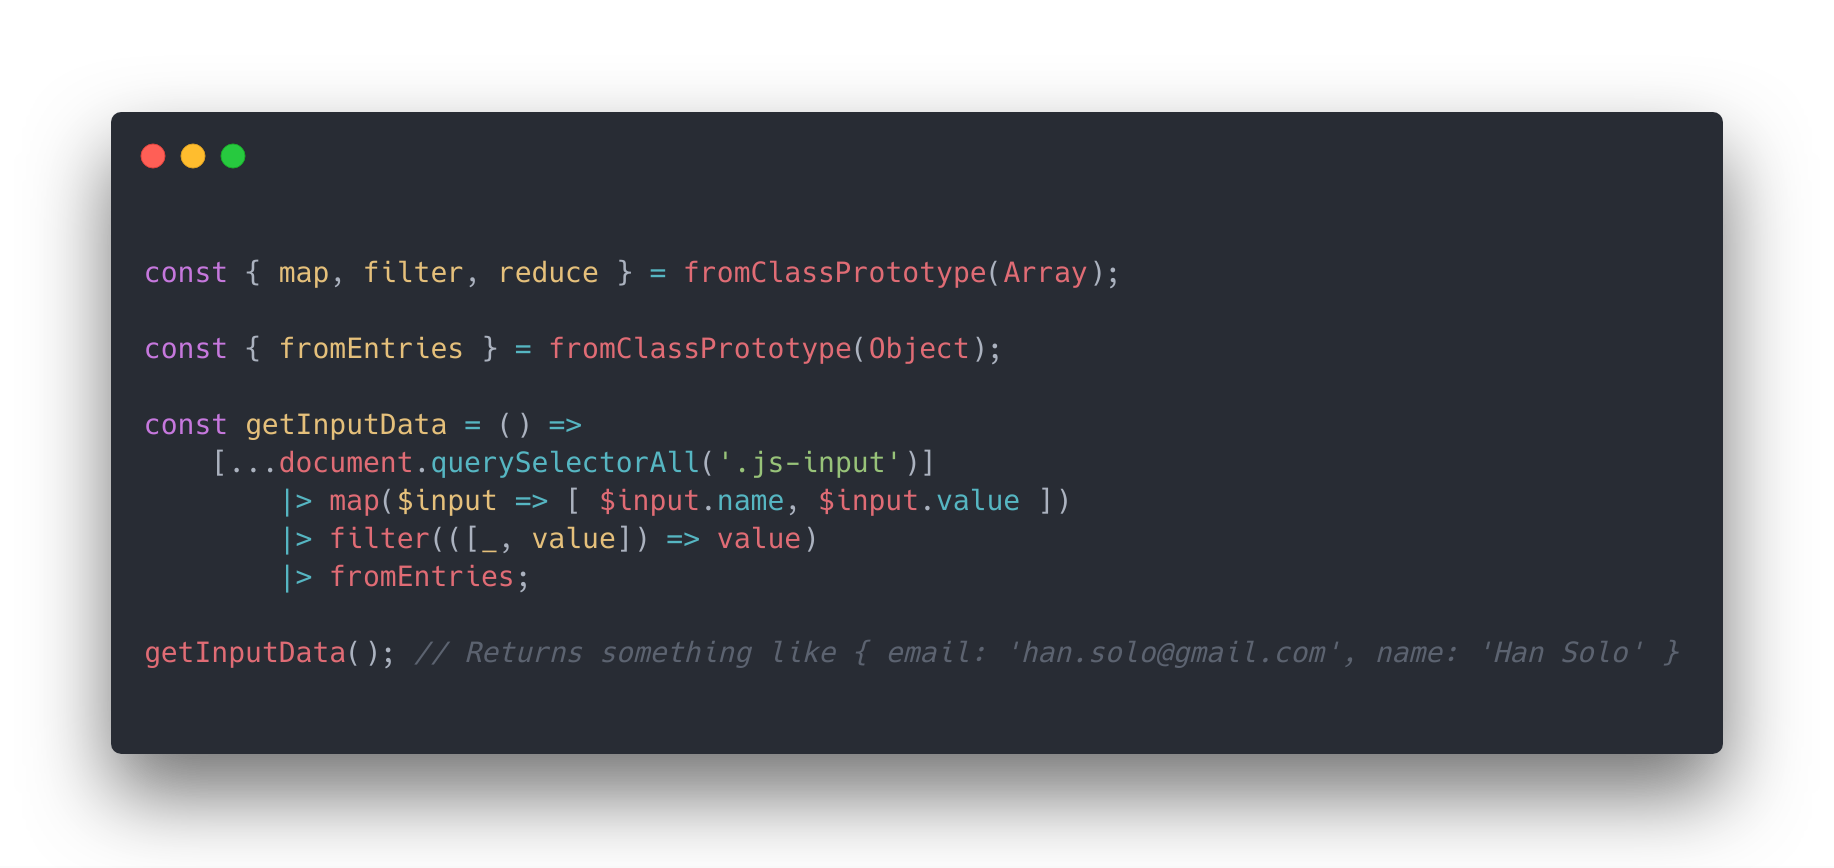 const { map, filter, reduce } = fromClassPrototype(Array);
const { fromEntries } = fromClassPrototype(Object);
const getInputData = () =>
[...document.querySelectorAll('.js-input')]
|> map($input => [ $input.name, $input.value ])
|> filter(([_, value]) => value)
|> fromEntries;
getInputData(); // Returns something like { email: 'han.solo@gmail.com', name: 'Han Solo' }